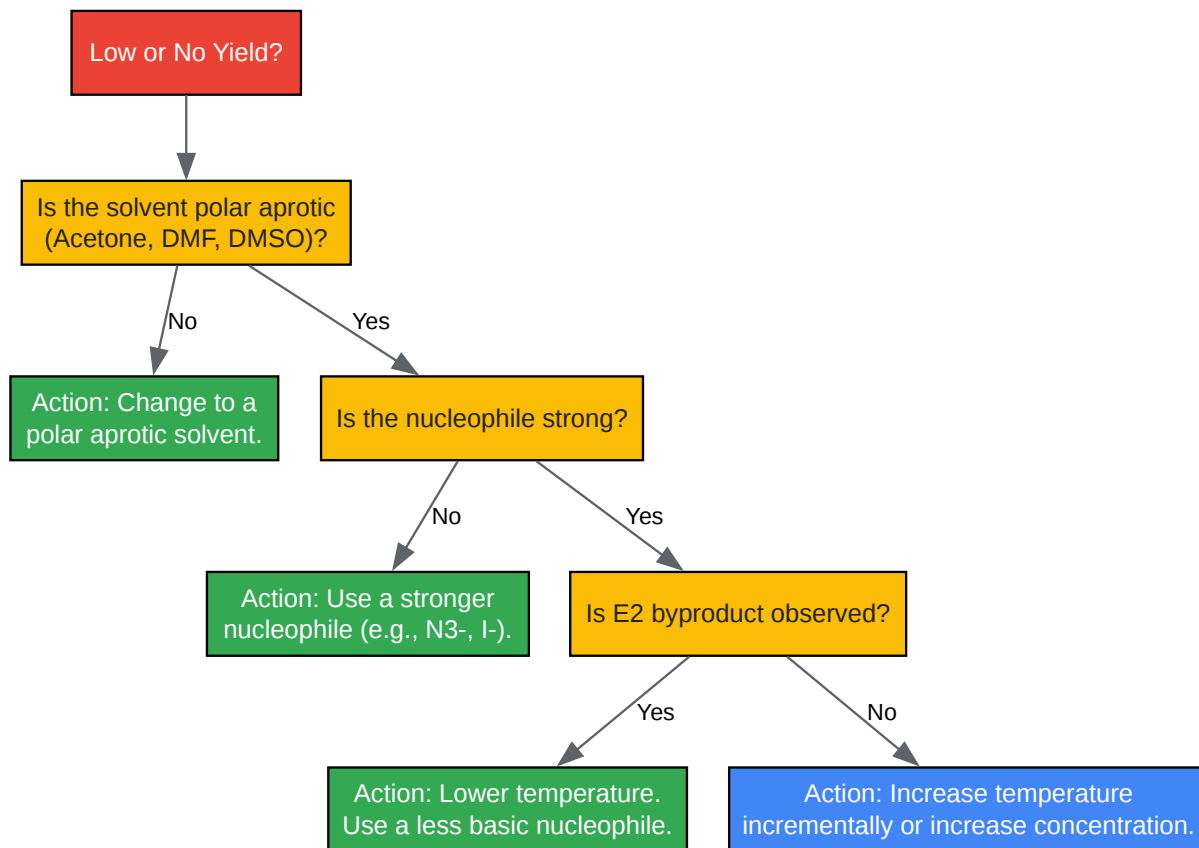 Low or No Yield?
Is the solvent polar aprotic
(Acetone, DMF, DMSO)?
No
Yes
Action: Change to a
polar aprotic solvent.
Is the nucleophile strong?
No
Yes
Action: Use a stronger
nucleophile (e.g., N3-, I-).
Is E2 byproduct observed?
Yes
No
Action: Lower temperature.
Use a less basic nucleophile.
Action: Increase temperature
incrementally or increase concentration.